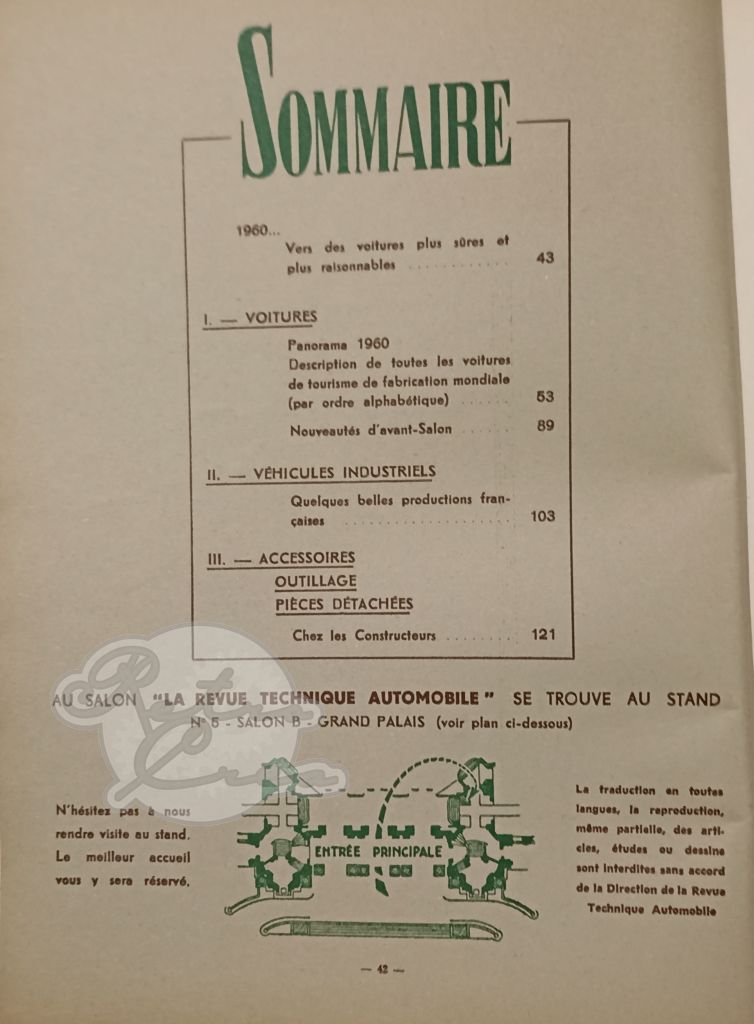 SOMMAIRE
1960...
Vers des voitures plus sûres et
plus raisonnables ............ 43
I. — VOITURES
Panorama 1960
Description de toutes les voitures
de tourisme de fabrication mondiale
(par ordre alphabétique) ...... 53
Nouveautés d'avant-Salon ...... 89
II. — VÉHICULES INDUSTRIELS
Quelques belles productions fran-
çaises .................... 103
III. — ACCESSOIRES
OUTILLAGE
PIÈCES DÉTACHÉES
Chez les Constructeurs ........ 121
AU SALON "LA REVUE TECHNIQUE AUTOMOBILE" SE TROUVE AU STAND
N° 5 - SALON B - GRAND PALAIS (voir plan ci-dessous)
N'hésitez pas à nous
rendre visite au stand.
Le meilleur accueil
vous y sera réservé.
ENTRÉE PRINCIPALE
La traduction en toutes
langues, la reproduction,
même partielle, des arti-
cles, études ou dessins
sont interdites sans accord
de la Direction de la Revue
Technique Automobile
— 42 —